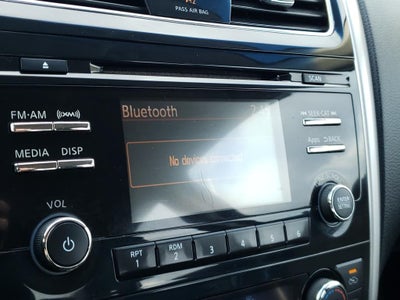 PASS AIR BAG
SCAN
FM·AM
MEDIA DISP
Bluetooth
No devices connected
SEEK·CAT
Apps BACK
VOL
ENTER
SETTING
RPT
1
RDM
2
3
4
5
6